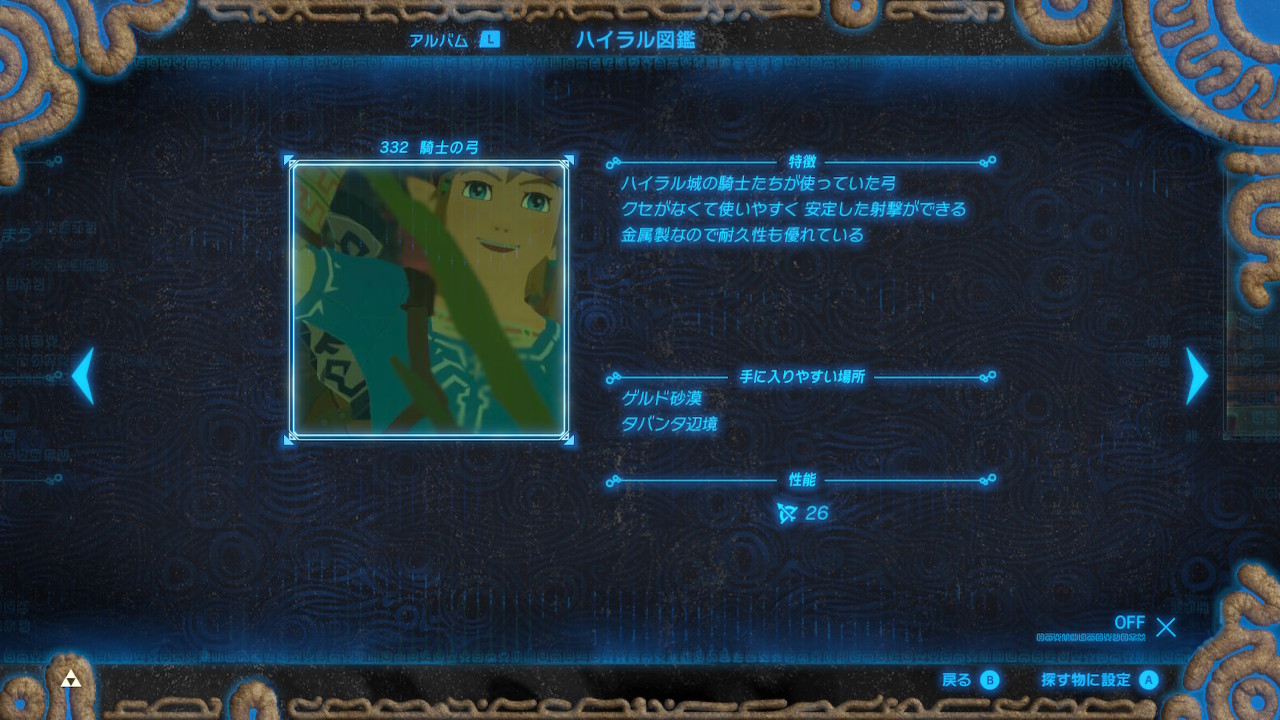 アルバム L
ハイラル図鑑
332 騎士の弓
特徴
ハイラル城の騎士たちが使っていた弓
クセがなくて使いやすく 安定した射撃ができる
金属製なので耐久性も優れている
手に入りやすい場所
ゲルド砂漠
タバンタ辺境
性能
26
OFF
戻る B
探す物に設定 A